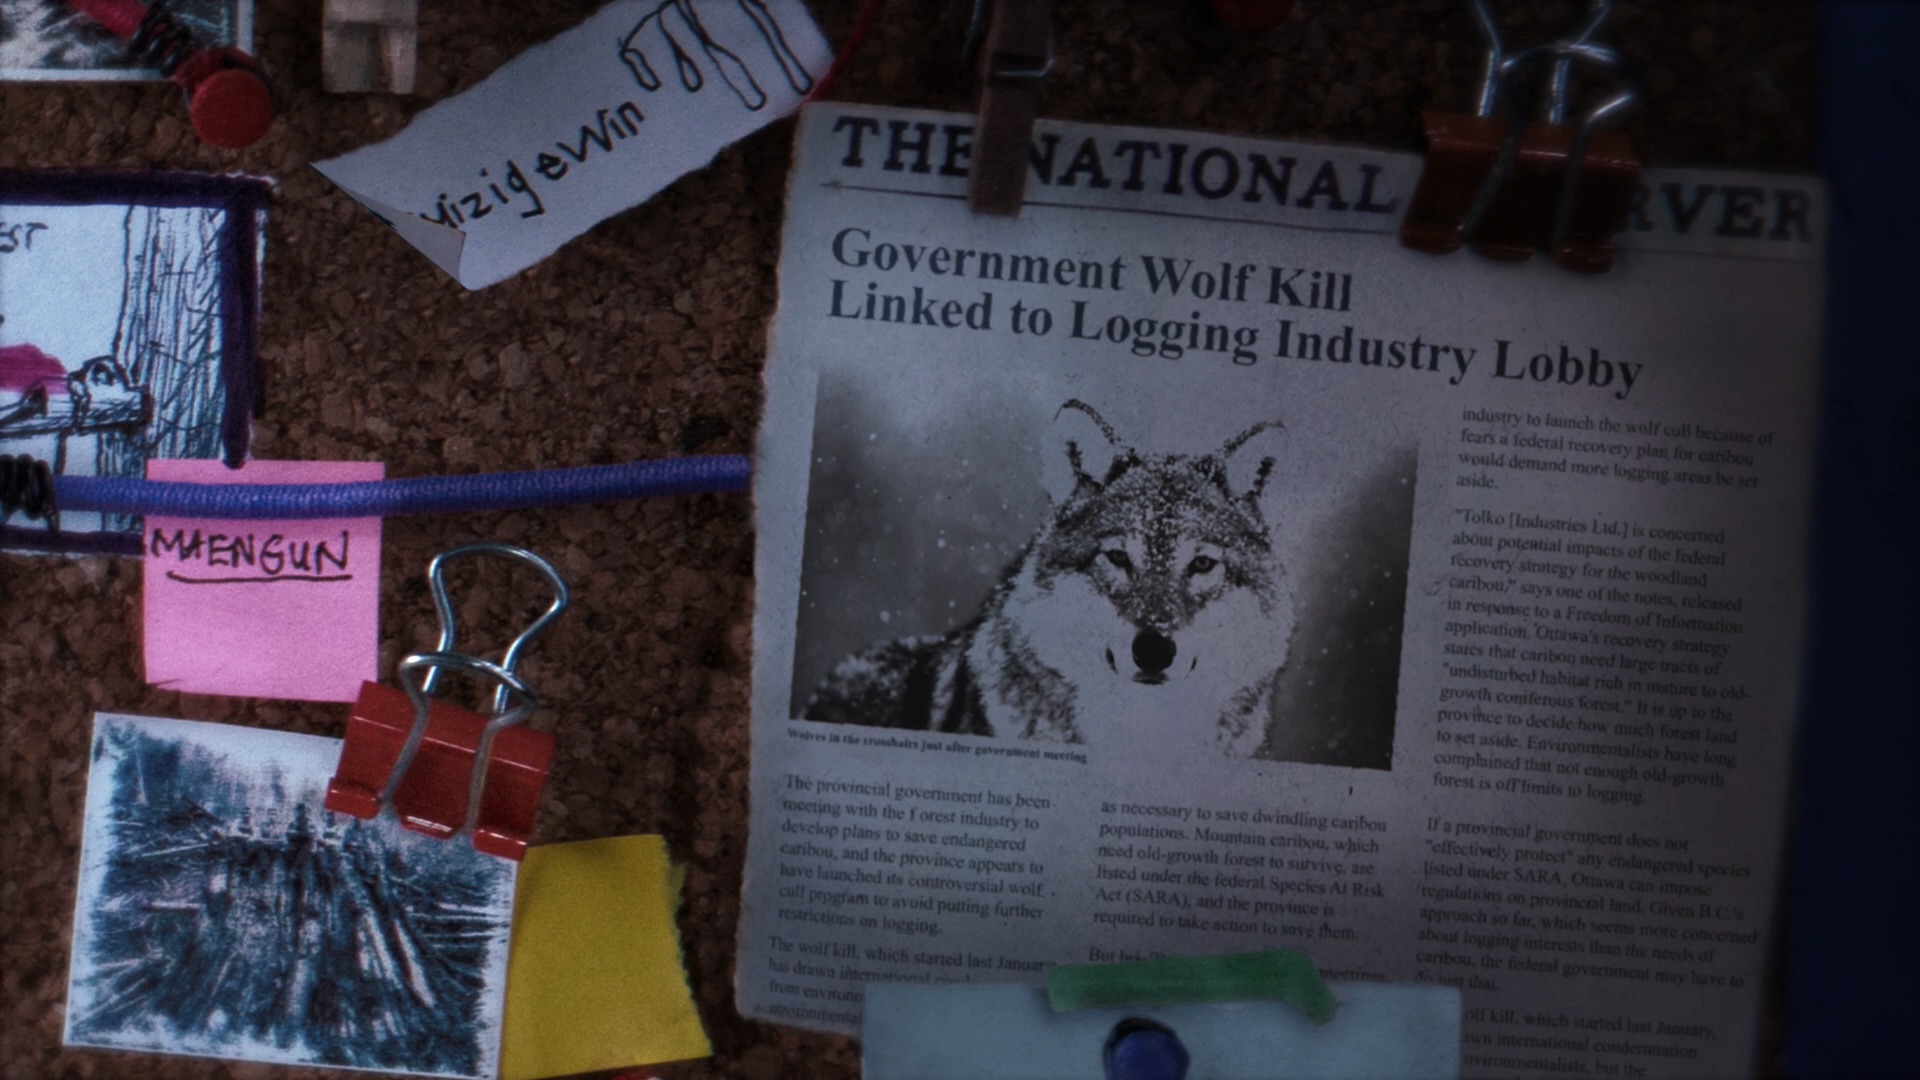 THE NATIONAL RVER
Government Wolf Kill
Linked to Logging Industry Lobby
Wolves in the crosshairs just after government meeting
The provincial government has been
meeting with the forest industry to
develop plans to save endangered
caribou, and the province appears to
have launched its controversial wolf
cull program to avoid putting further
restrictions on logging.
The wolf kill, which started last January
has drawn international
from
environmental
as necessary to save dwindling caribou
populations. Mountain caribou, which
need old-growth forest to survive, are
listed under the federal Species At Risk
Act (SARA), and the province is
required to take action to save them.
But
meetings
industry to launch the wolf cull because of
fears a federal recovery plan for caribou
would demand more logging areas be set
aside.
"Tolko [Industries Ltd.] is concerned
about potential impacts of the federal
recovery strategy for the woodland
caribou," says one of the notes, released
in response to a Freedom of Information
application. Ottawa's recovery strategy
states that caribou need large tracts of
"undisturbed habitat rich in mature to old-
growth coniferous forest." It is up to the
province to decide how much forest land
to set aside. Environmentalists have long
complained that not enough old-growth
forest is off limits to logging.
If a provincial government does not
"effectively protect" any endangered species
listed under SARA, Ottawa can impose
regulations on provincial land. Given B.C.'s
approach so far, which seems more concerned
about logging interests than the needs of
caribou, the federal government may have to
do just that.
olf kill, which started last January,
awn international condemnation
nvironmentalists, but the
vizigewin
ST
MAENGUN